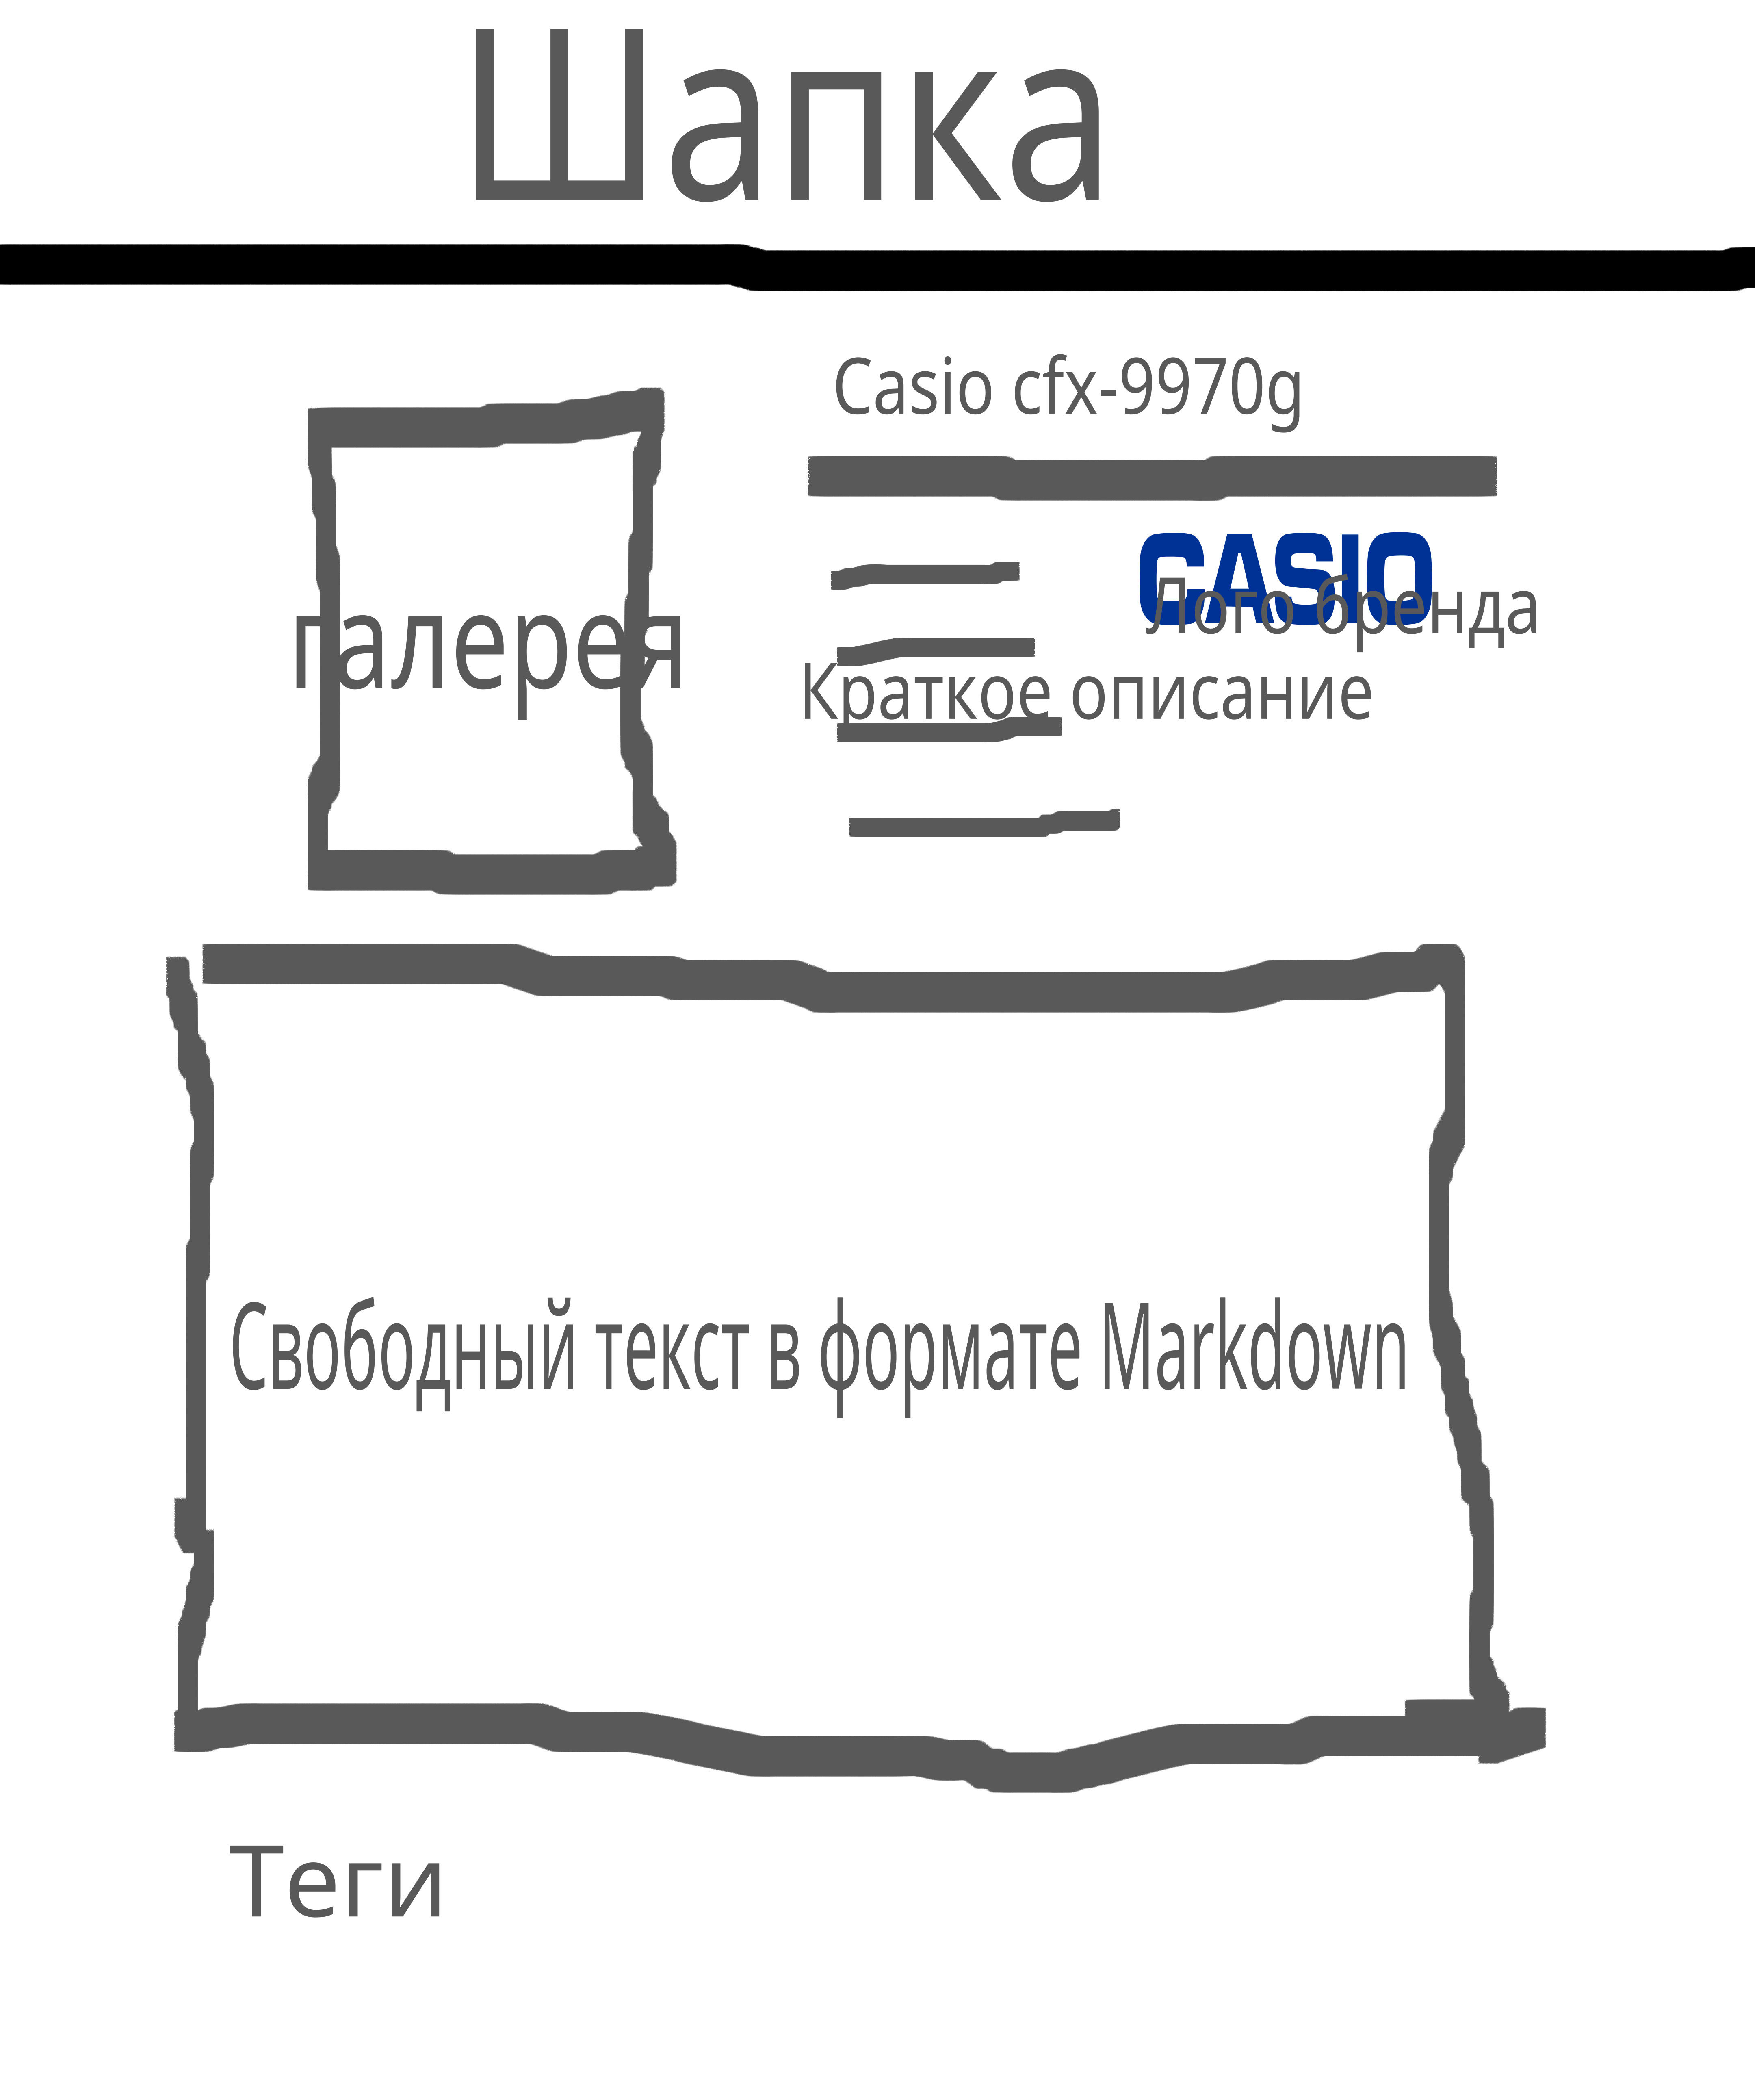 Шапка
Casio cfx-9970g
CASIO
Лого бренда
галерея
Краткое описание
Свободный текст в формате Markdown
Теги